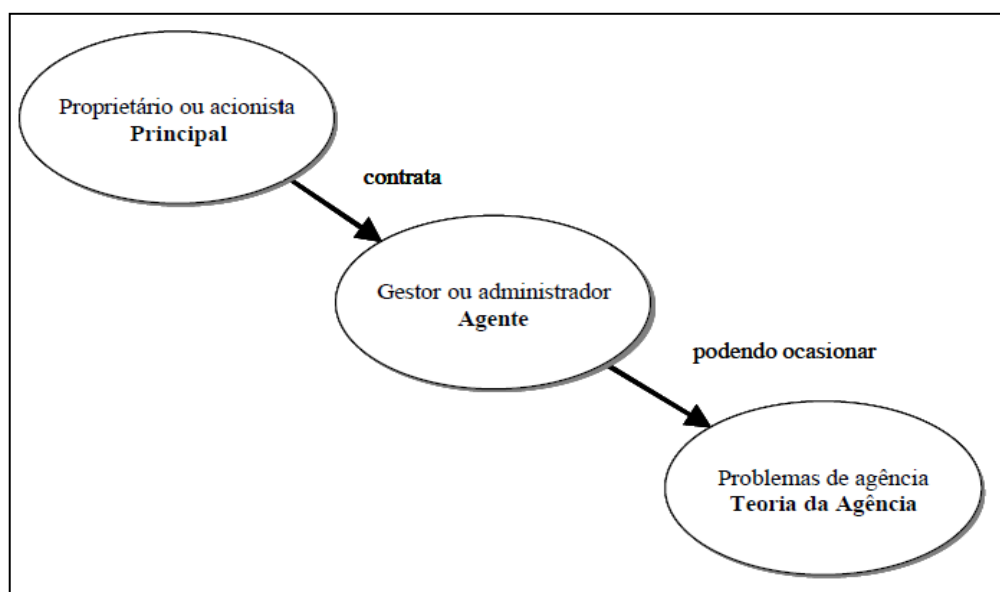 Proprietário ou acionista
Principal
contrata
Gestor ou administrador
Agente
podendo ocasionar
Problemas de agência
Teoria da Agência